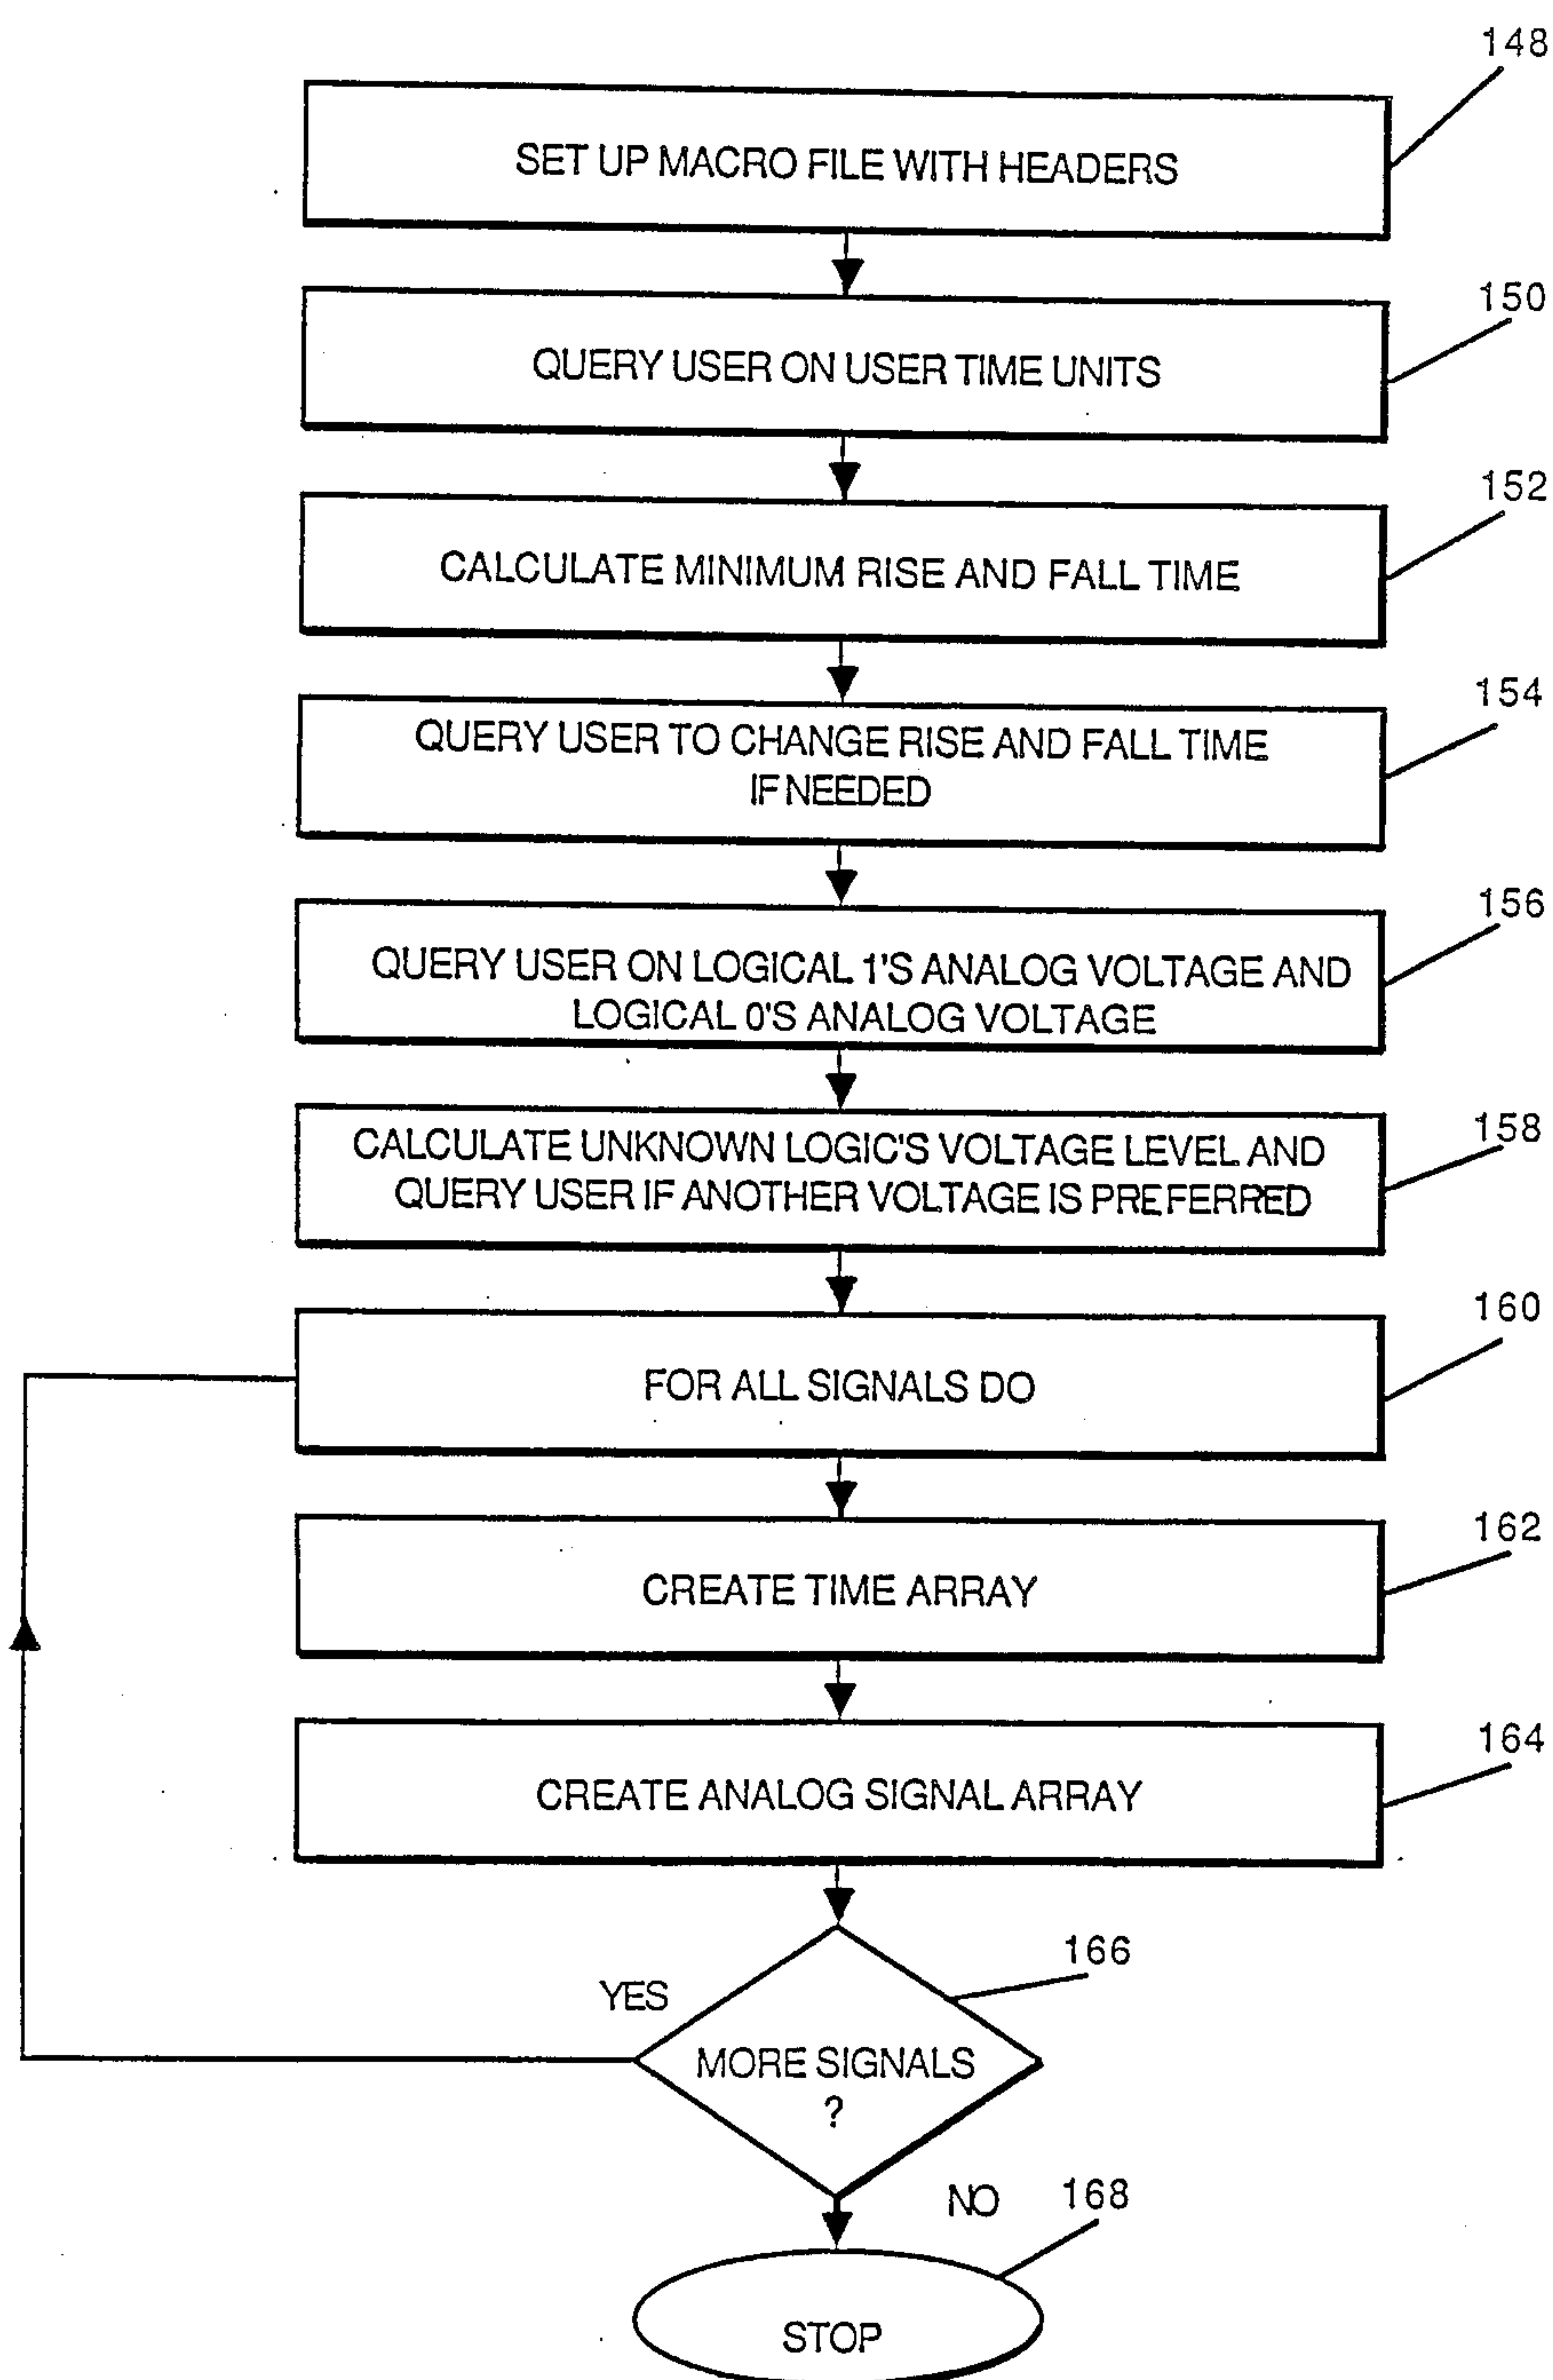 148
SET UP MACRO FILE WITH HEADERS
150
QUERY USER ON USER TIME UNITS
152
CALCULATE MINIMUM RISE AND FALL TIME
154
QUERY USER TO CHANGE RISE AND FALL TIME
IF NEEDED
156
QUERY USER ON LOGICAL 1'S ANALOG VOLTAGE AND
LOGICAL 0'S ANALOG VOLTAGE
158
CALCULATE UNKNOWN LOGIC'S VOLTAGE LEVEL AND
QUERY USER IF ANOTHER VOLTAGE IS PREFERRED
160
FOR ALL SIGNALS DO
162
CREATE TIME ARRAY
164
CREATE ANALOG SIGNAL ARRAY
166
YES
MORE SIGNALS
?
NO
168
STOP